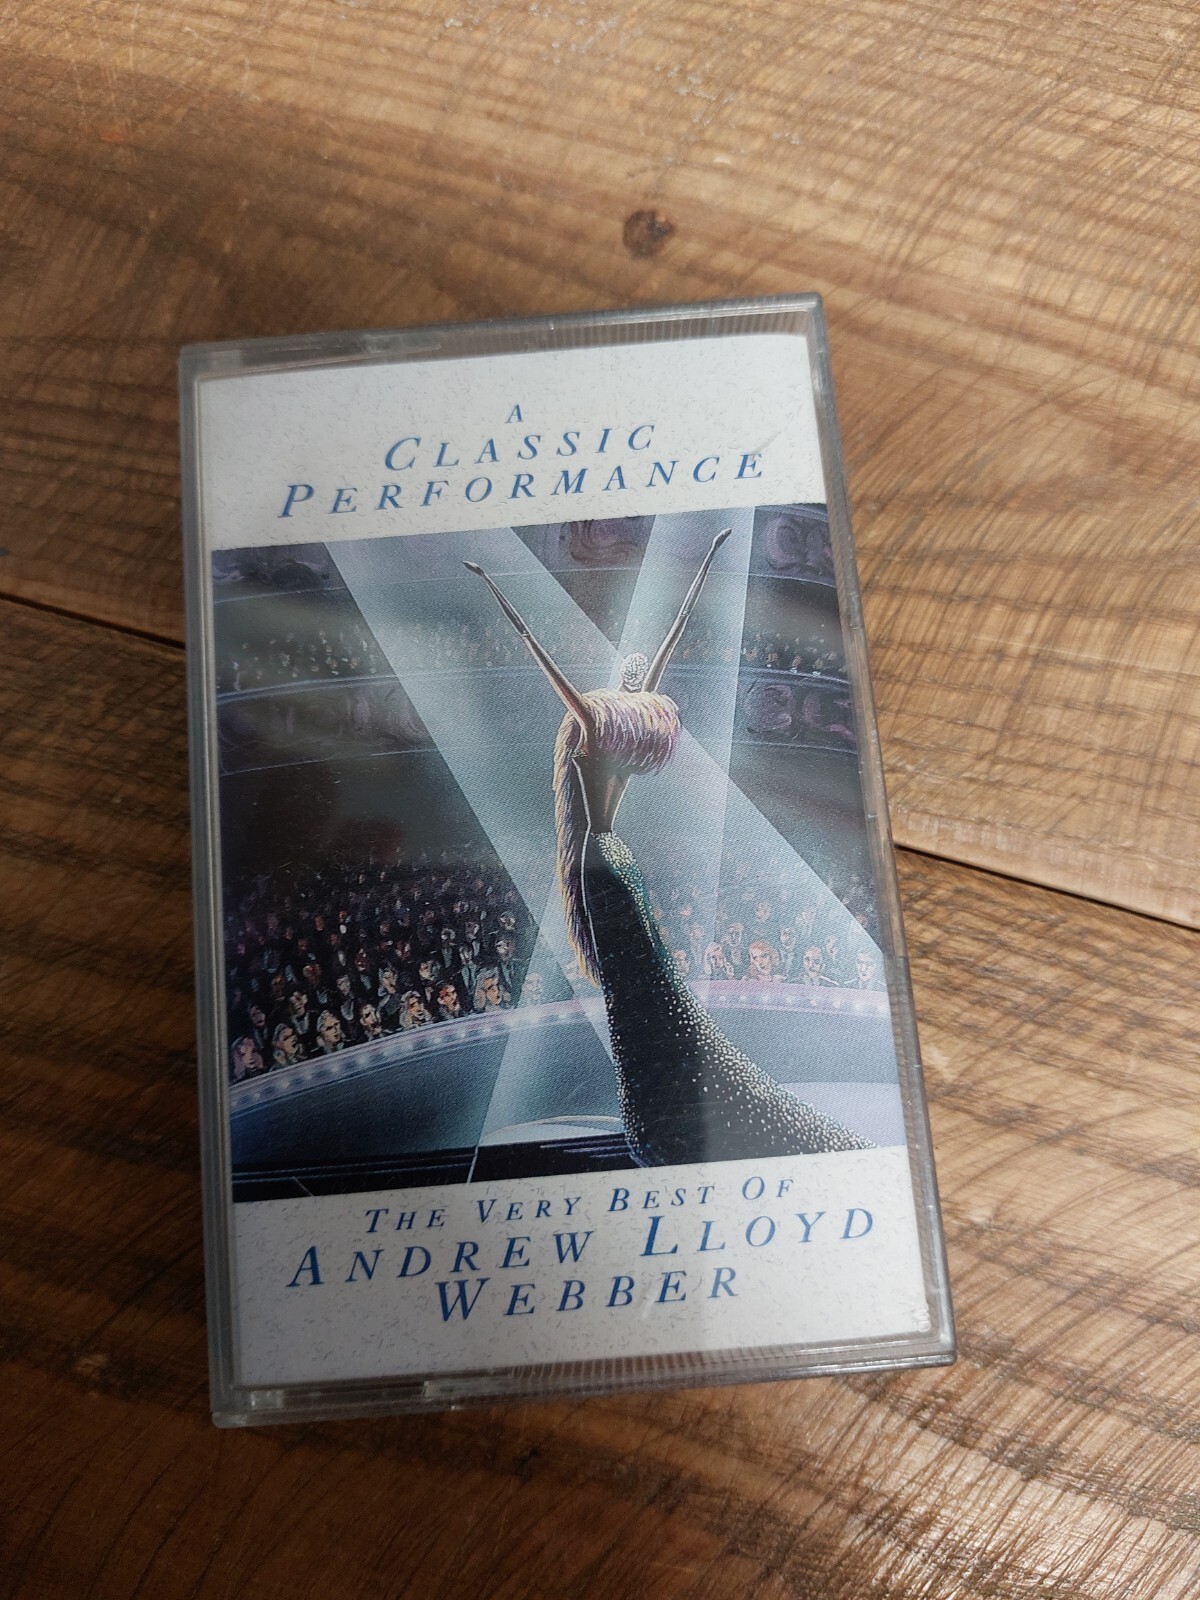 A
CLASSIC
PERFORMANCE
THE VERY BEST OF
ANDREW LLOYD
WEBBER